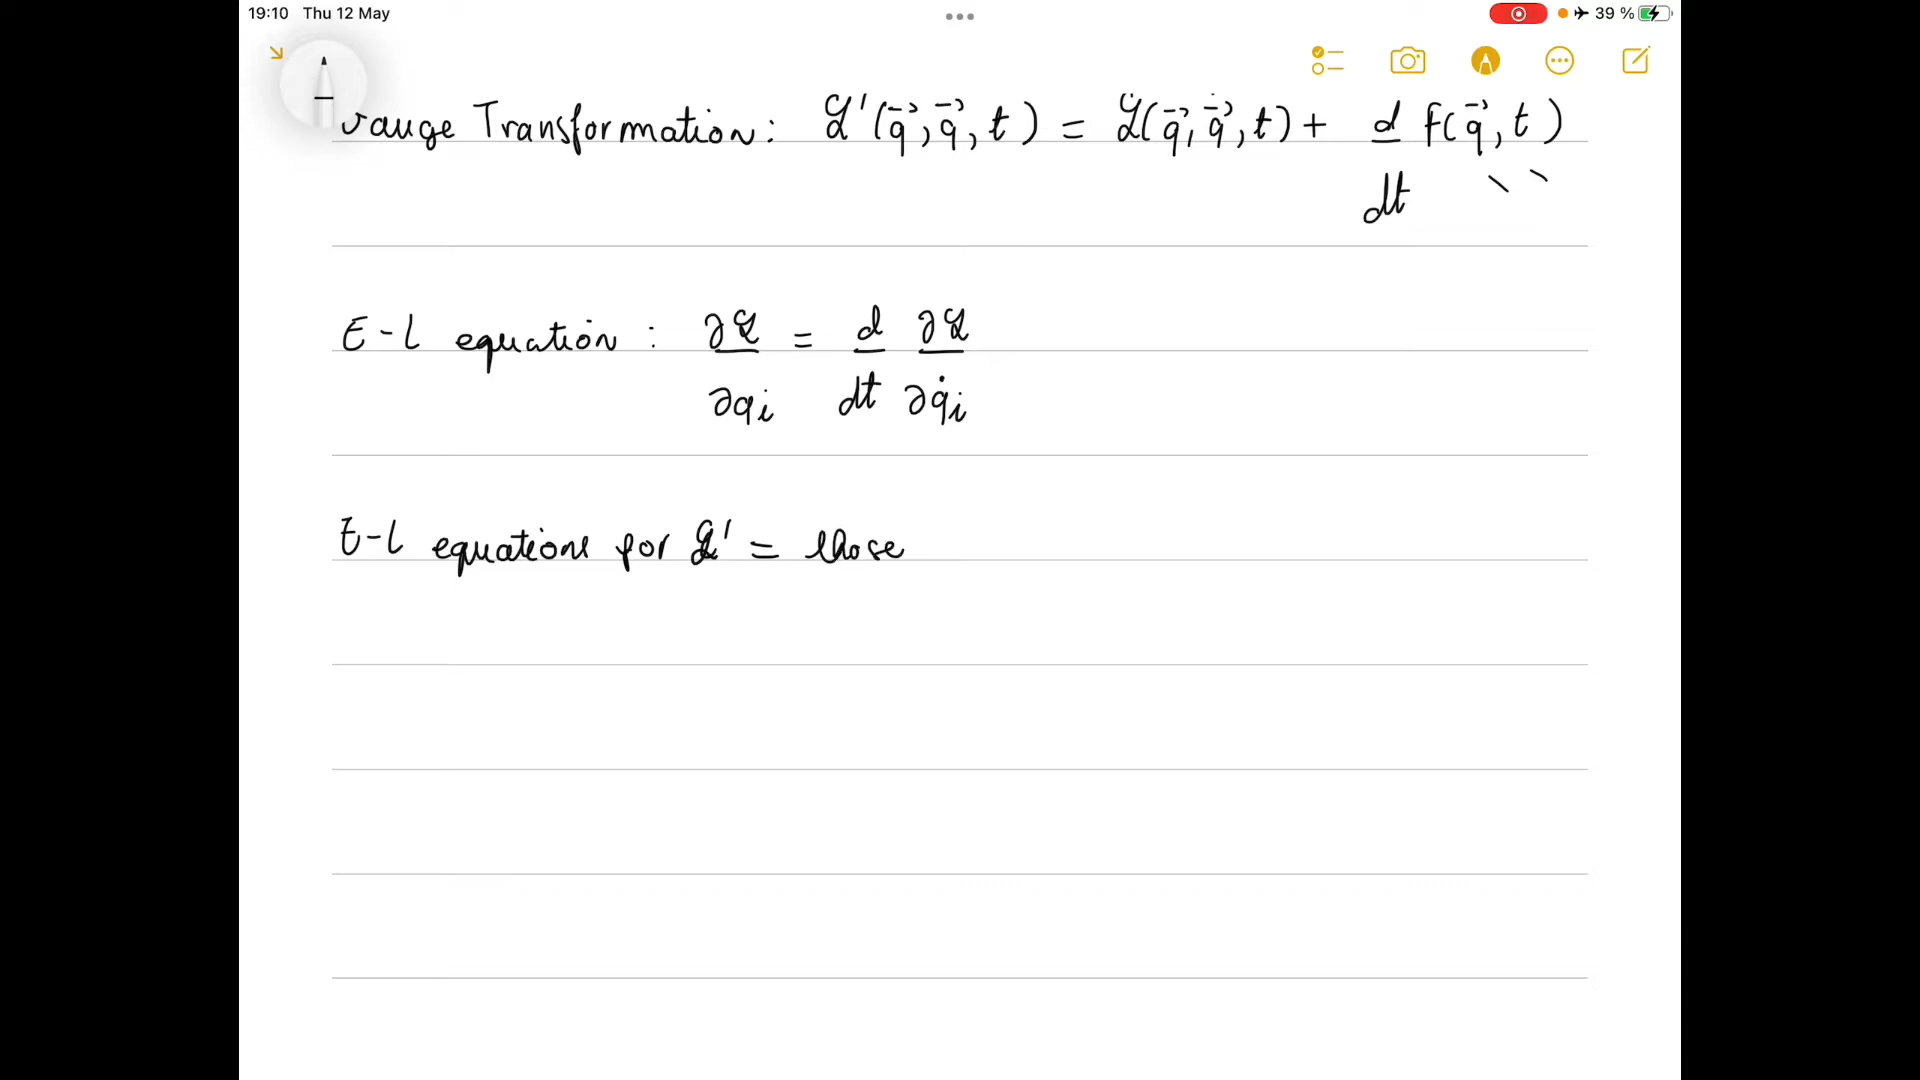 19:10 Thu 12 May 39 %
Gauge Transformation: ℒ'(q⃗, q⃗̇, t) = ℒ(q⃗, q⃗̇, t) + d/dt f(q⃗, t)
E-L equation : ∂ℒ/∂qi = d/dt ∂ℒ/∂q̇i
E-L equations for ℒ' = those